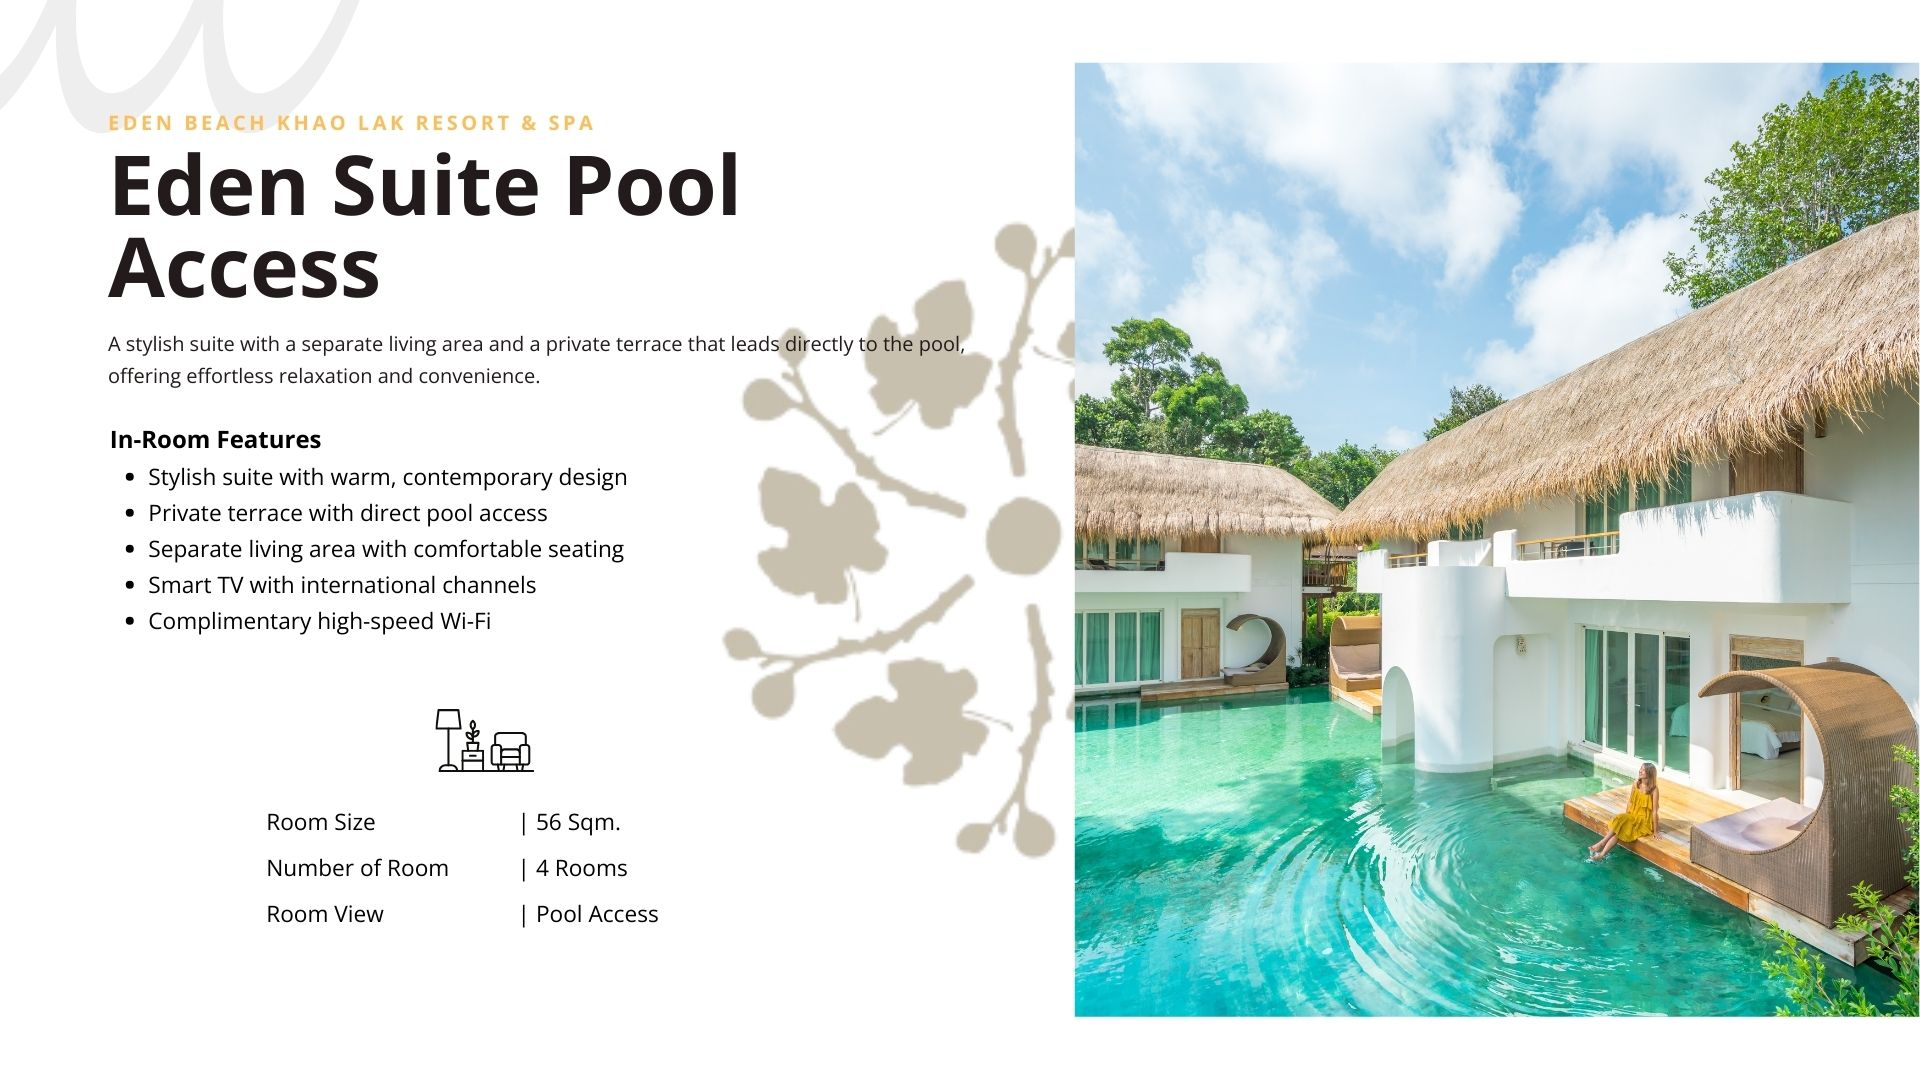 EDEN BEACH KHAO LAK RESORT & SPA
Eden Suite Pool
Access
A stylish suite with a separate living area and a private terrace that leads directly to the pool,
offering effortless relaxation and convenience.
In-Room Features
• Stylish suite with warm, contemporary design
• Private terrace with direct pool access
• Separate living area with comfortable seating
• Smart TV with international channels
• Complimentary high-speed Wi-Fi
Room Size | 56 Sqm.
Number of Room | 4 Rooms
Room View | Pool Access